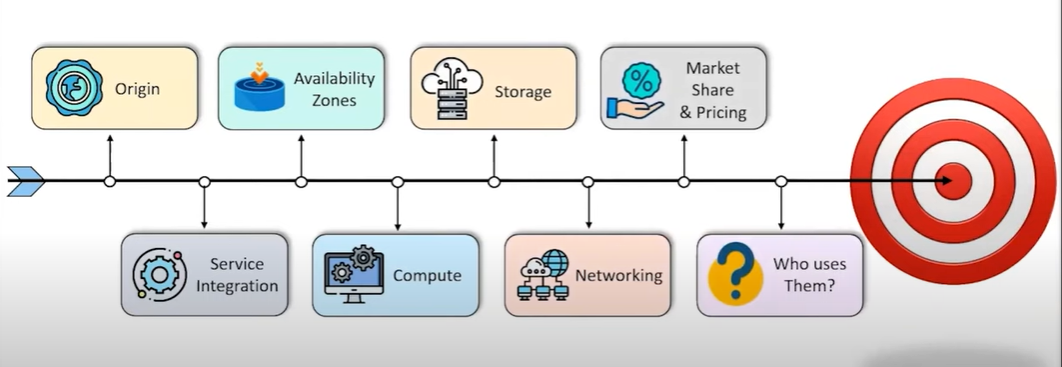 Origin
Availability
Zones
Storage
Market
Share
& Pricing
Service
Integration
Compute
Networking
Who uses
Them?